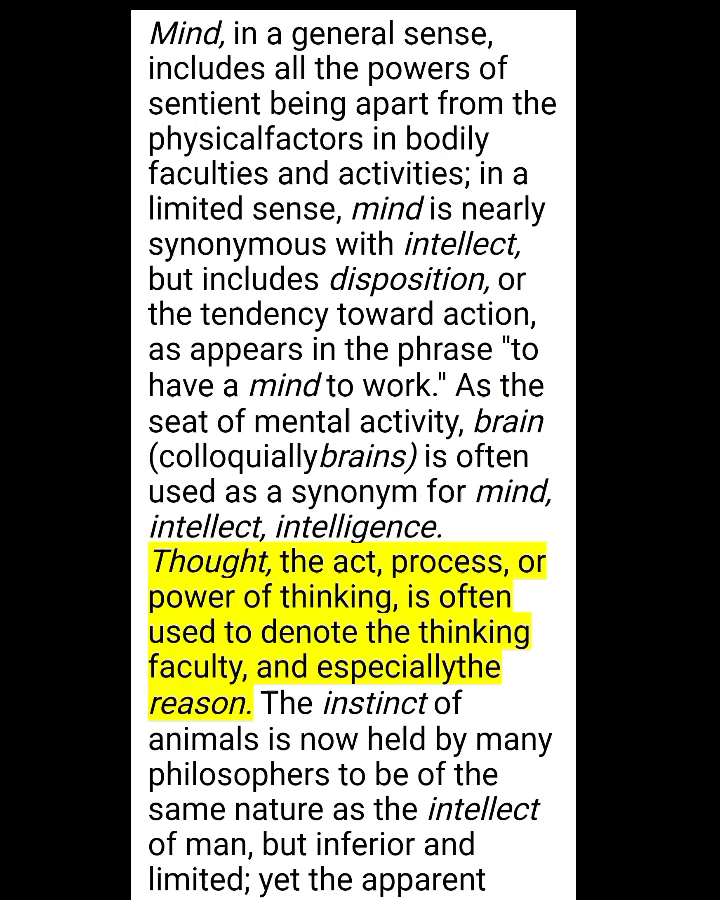 Mind, in a general sense,
includes all the powers of
sentient being apart from the
physicalfactors in bodily
faculties and activities; in a
limited sense, mind is nearly
synonymous with intellect,
but includes disposition, or
the tendency toward action,
as appears in the phrase "to
have a mind to work." As the
seat of mental activity, brain
(colloquiallybrains) is often
used as a synonym for mind,
intellect, intelligence.
Thought, the act, process, or
power of thinking, is often
used to denote the thinking
faculty, and especiallythe
reason. The instinct of
animals is now held by many
philosophers to be of the
same nature as the intellect
of man, but inferior and
limited; yet the apparent